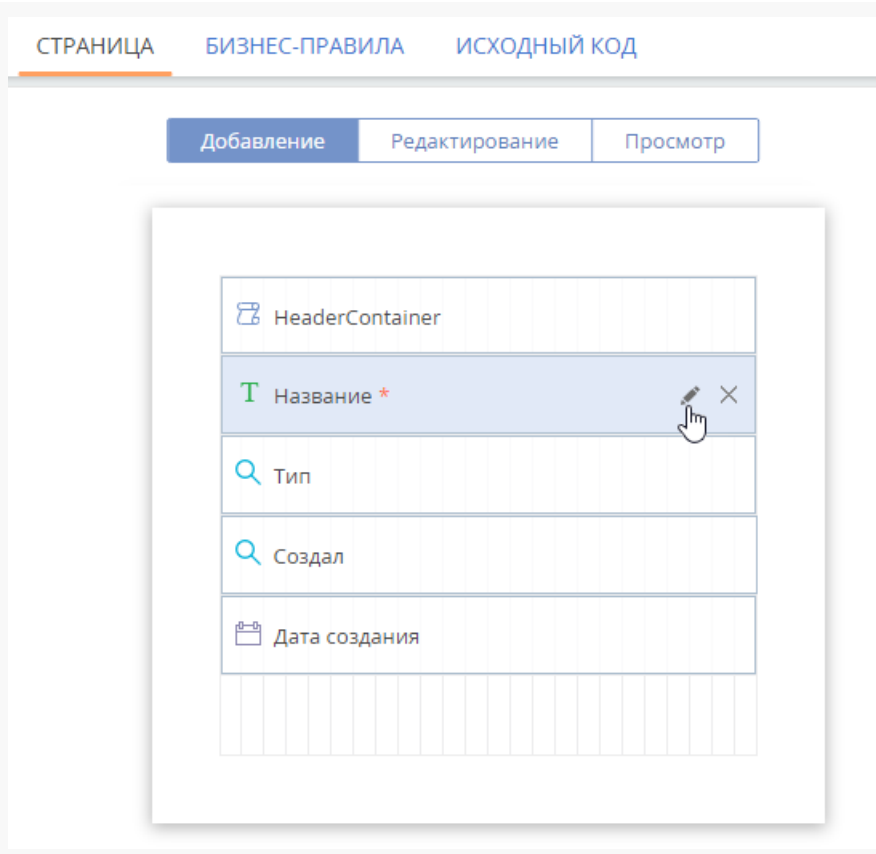 СТРАНИЦА БИЗНЕС-ПРАВИЛА ИСХОДНЫЙ КОД
Добавление Редактирование Просмотр
HeaderContainer
Название *
Тип
Создал
Дата создания